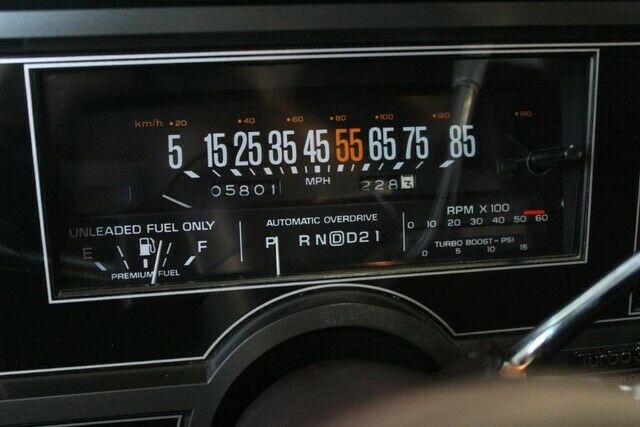 km/h 20 40 60 80 100 120 140
5 15 25 35 45 55 65 75 85
05801 MPH 228 3
UNLEADED FUEL ONLY
E F
PREMIUM FUEL
AUTOMATIC OVERDRIVE
P R N D 2 1
RPM X 100
0 10 20 30 40 50 60
TURBO BOOST-PSI
0 5 10 15
Turbo